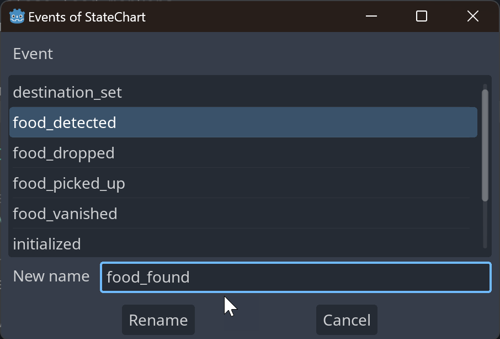 Events of StateChart
Event
destination_set
food_detected
food_dropped
food_picked_up
food_vanished
initialized
New name food_found
Rename Cancel